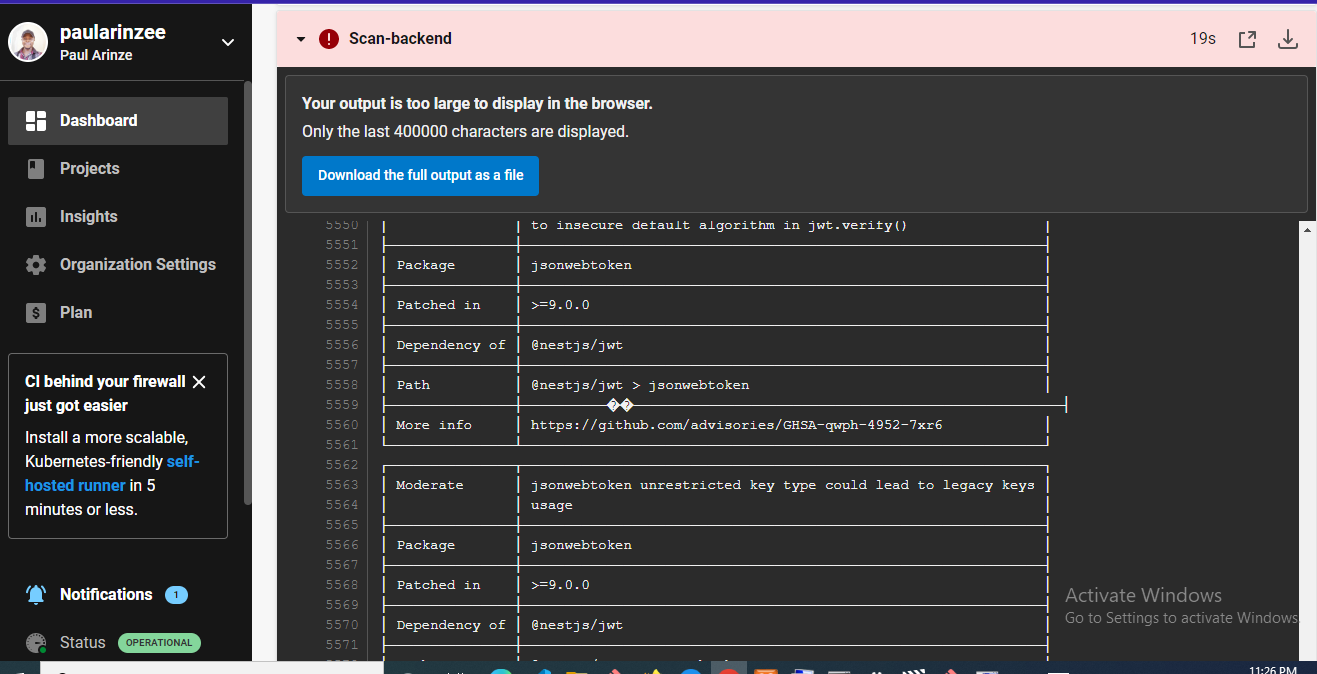 paularinzee
Paul Arinze
Dashboard
Projects
Insights
Organization Settings
Plan
CI behind your firewall
just got easier
Install a more scalable,
Kubernetes-friendly self-
hosted runner in 5
minutes or less.
Notifications 1
Status OPERATIONAL
Scan-backend 19s
Your output is too large to display in the browser.
Only the last 400000 characters are displayed.
Download the full output as a file
5550 to insecure default algorithm in jwt.verify()
5551
5552 Package jsonwebtoken
5553
5554 Patched in >=9.0.0
5555
5556 Dependency of @nestjs/jwt
5557
5558 Path @nestjs/jwt > jsonwebtoken
5559 ��
5560 More info https://github.com/advisories/GHSA-qwph-4952-7xr6
5561
5562
5563 Moderate jsonwebtoken unrestricted key type could lead to legacy keys
5564 usage
5565
5566 Package jsonwebtoken
5567
5568 Patched in >=9.0.0
5569
5570 Dependency of @nestjs/jwt
5571
Activate Windows
Go to Settings to activate Windows
11:26 PM